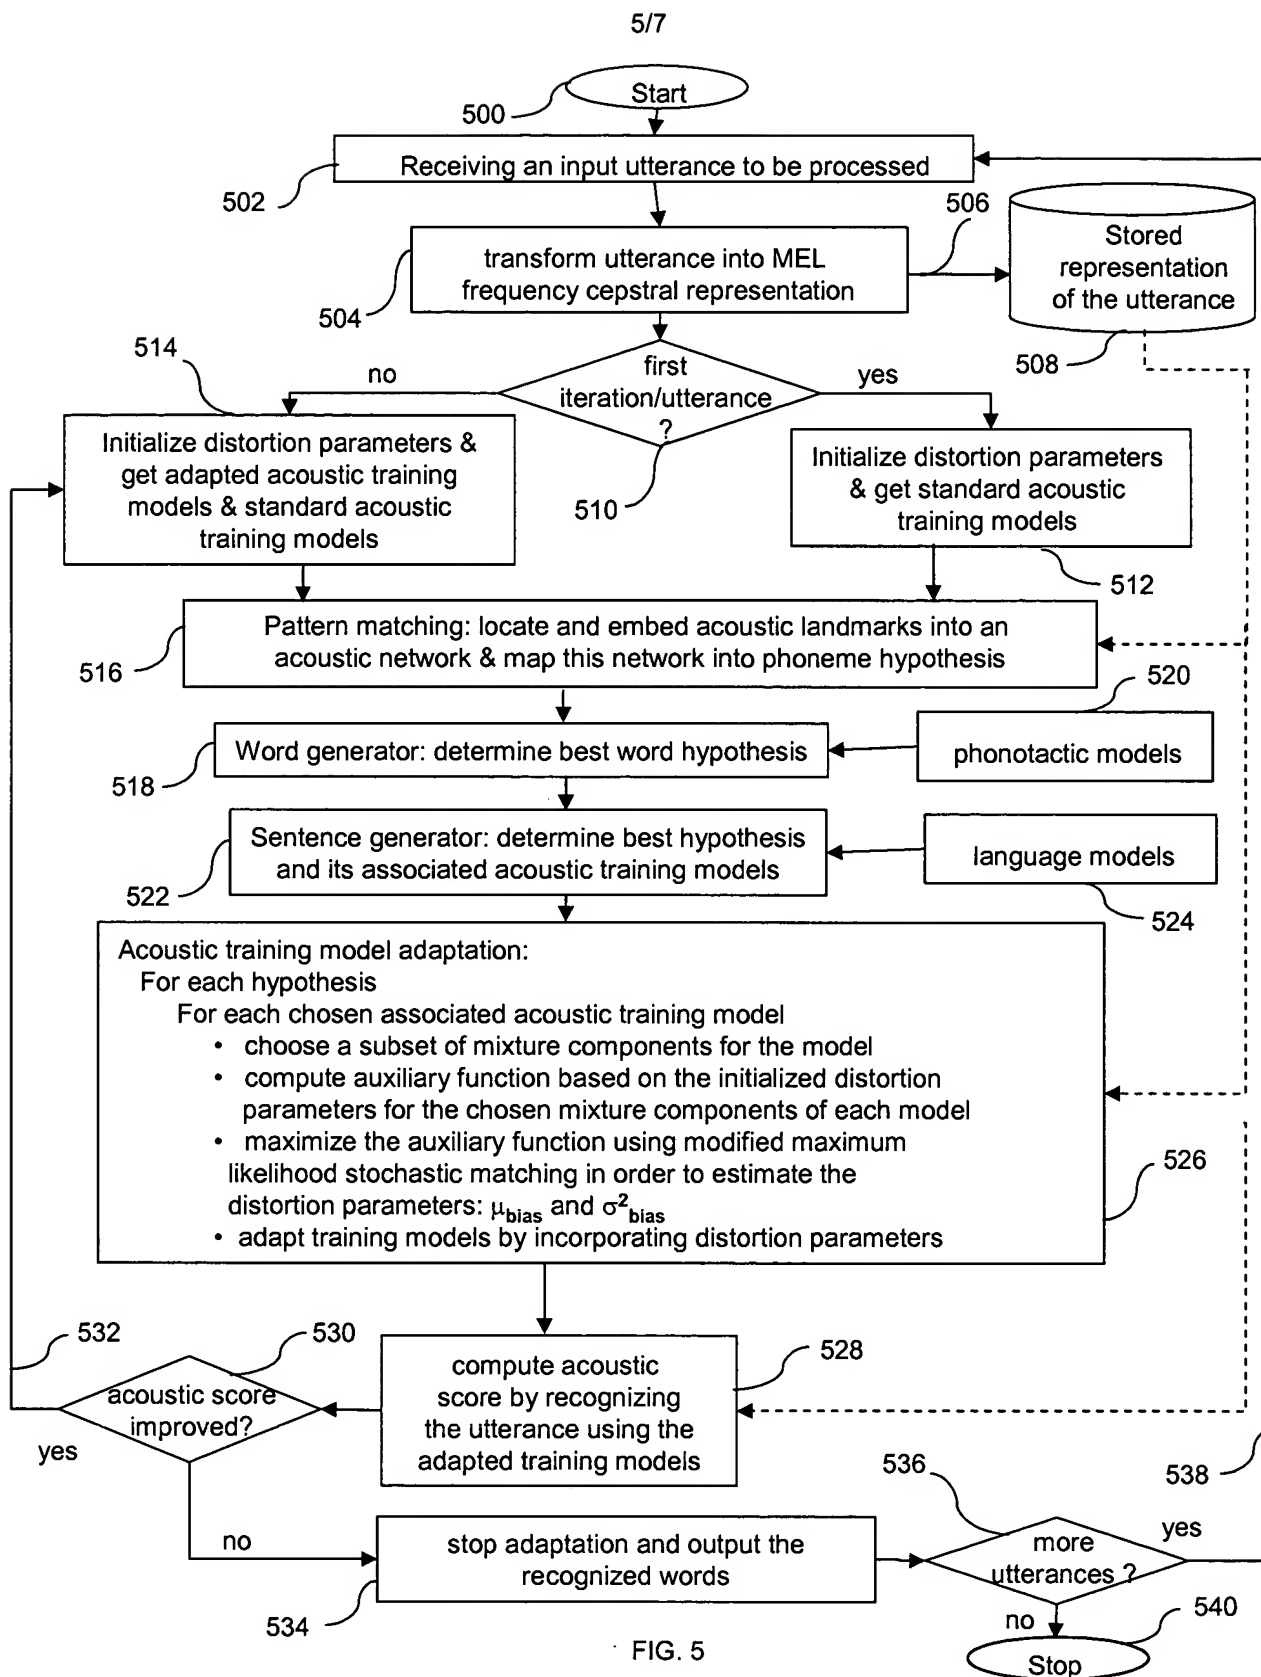 5/7
Start
500
Receiving an input utterance to be processed
502
506
transform utterance into MEL
frequency cepstral representation
504
Stored
representation
of the utterance
508
514
no
first
iteration/utterance
?
yes
510
Initialize distortion parameters &
get adapted acoustic training
models & standard acoustic
training models
Initialize distortion parameters
& get standard acoustic
training models
512
Pattern matching: locate and embed acoustic landmarks into an
acoustic network & map this network into phoneme hypothesis
516
520
Word generator: determine best word hypothesis
phonotactic models
518
Sentence generator: determine best hypothesis
and its associated acoustic training models
language models
522
524
Acoustic training model adaptation:
For each hypothesis
For each chosen associated acoustic training model
• choose a subset of mixture components for the model
• compute auxiliary function based on the initialized distortion
parameters for the chosen mixture components of each model
• maximize the auxiliary function using modified maximum
likelihood stochastic matching in order to estimate the
distortion parameters: μbias and σ²bias
• adapt training models by incorporating distortion parameters
526
532
530
528
acoustic score
improved?
yes
compute acoustic
score by recognizing
the utterance using the
adapted training models
536
538
no
stop adaptation and output the
recognized words
534
more
utterances ?
yes
no
540
Stop
FIG. 5